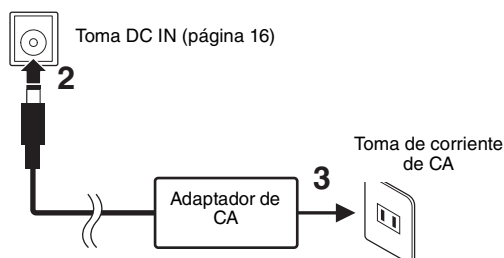 Toma DC IN (página 16)
2
Toma de corriente
de CA
3
Adaptador de
CA